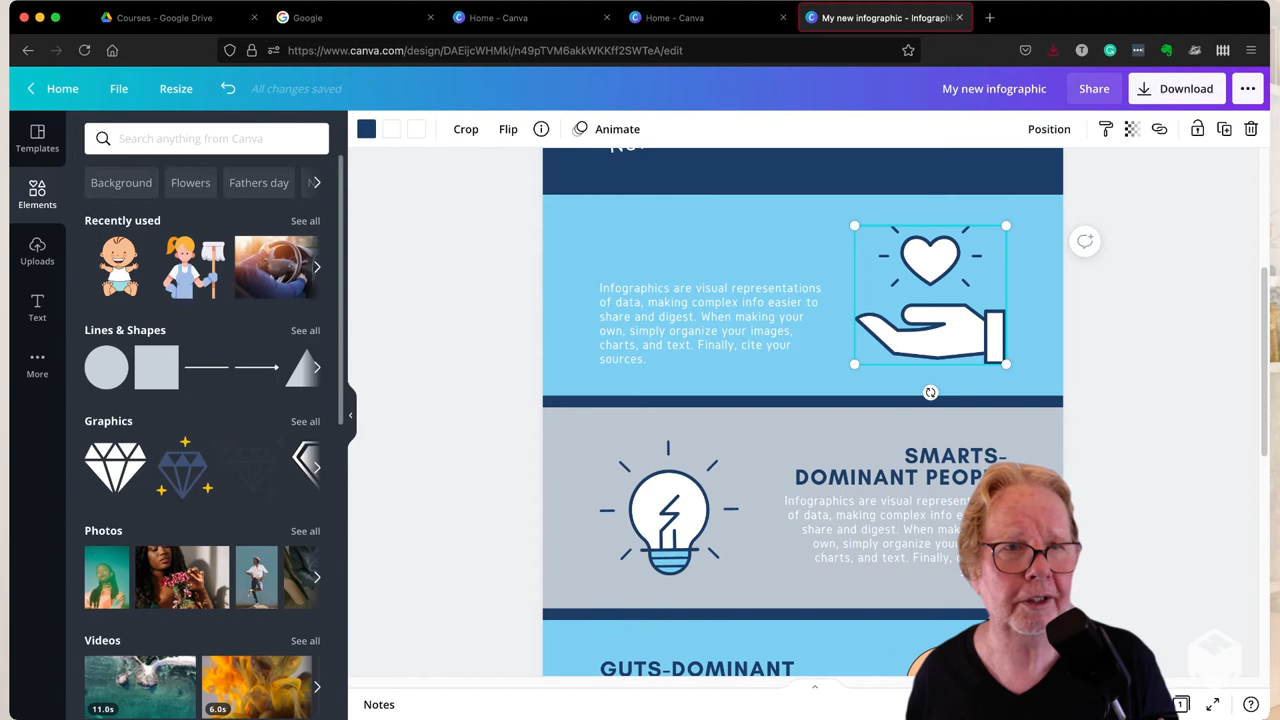 Courses - Google Drive
Google
Home - Canva
Home - Canva
My new infographic - Infographi
https://www.canva.com/design/DAEijcWHMkI/n49pTVM6akkWKKff2SWTeA/edit
Home
File
Resize
All changes saved
My new infographic
Share
Download
Templates
Elements
Uploads
Text
More
Search anything from Canva
Background
Flowers
Fathers day
Recently used
See all
Lines & Shapes
See all
Graphics
See all
Photos
See all
Videos
See all
11.0s
6.0s
Crop
Flip
Animate
Position
Infographics are visual representations
of data, making complex info easier to
share and digest. When making your
own, simply organize your images,
charts, and text. Finally, cite your
sources.
SMARTS-
DOMINANT PEOP
Infographics are visual represen
of data, making complex info e
share and digest. When mak
own, simply organize your im
charts, and text. Finally, c
GUTS-DOMINANT
Notes
1